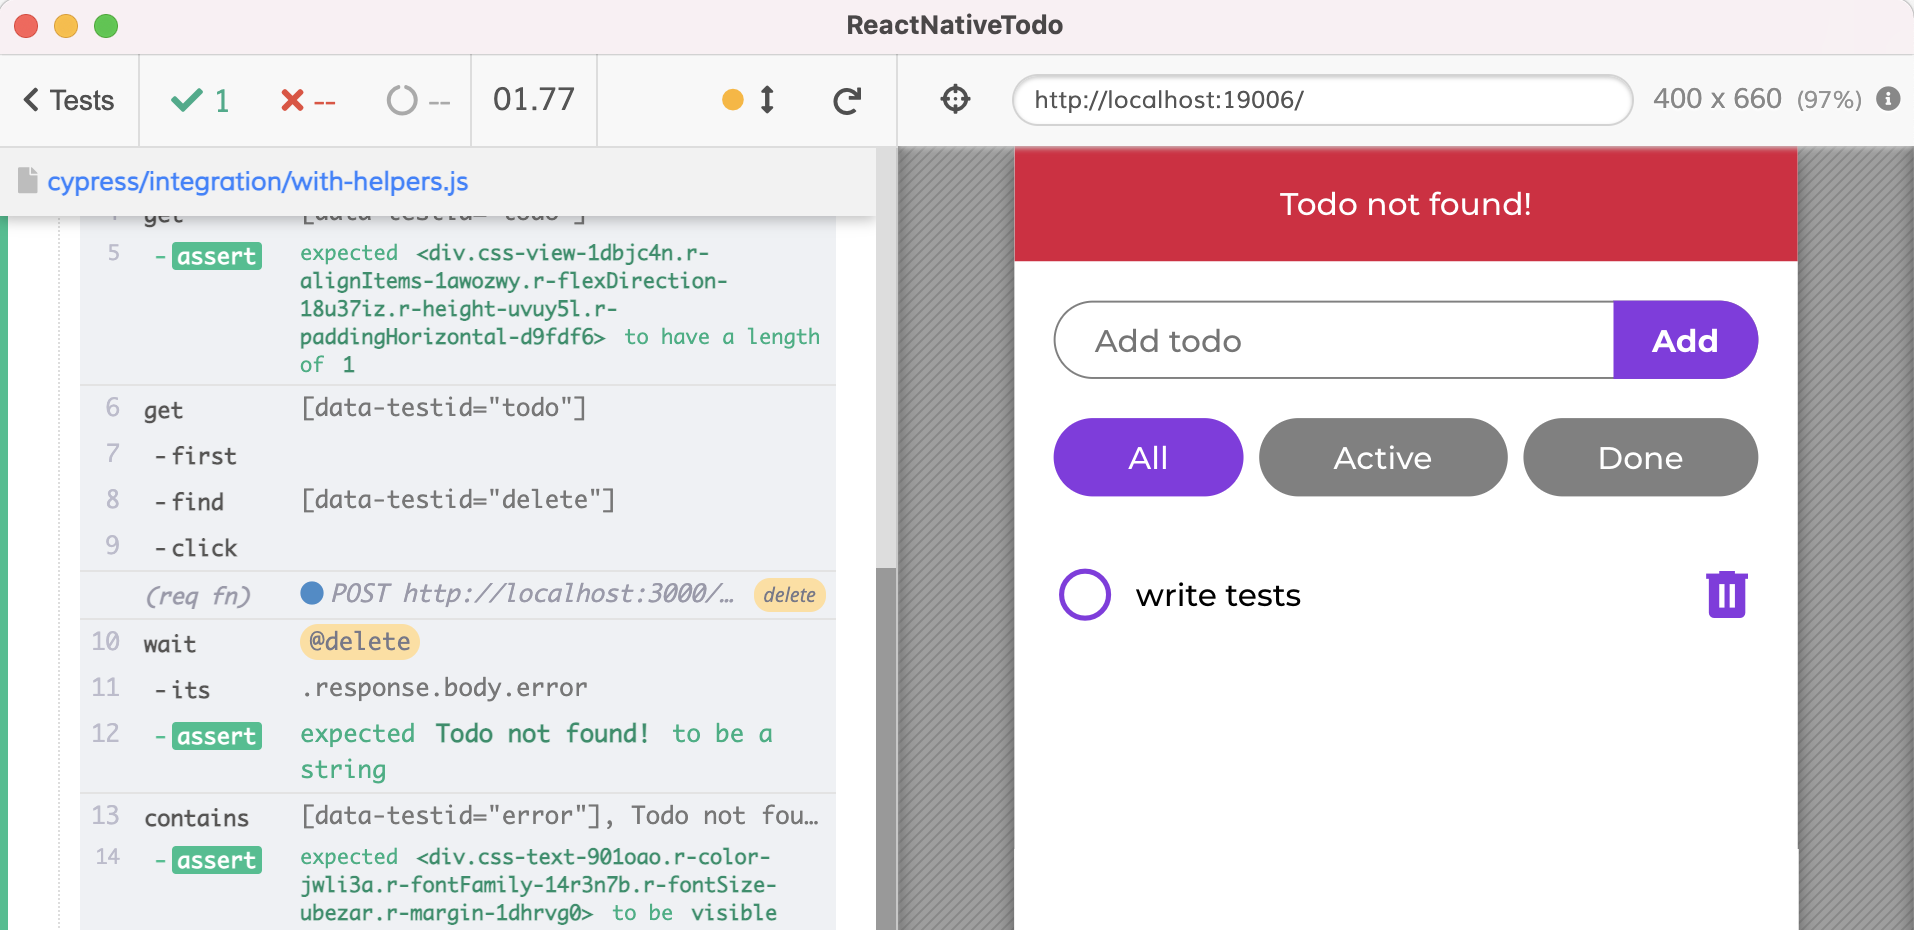 ReactNativeTodo
Tests 1 -- -- 01.77
http://localhost:19006/ 400 x 660 (97%)
cypress/integration/with-helpers.js
get [data-testid="todo"]
5 -assert expected <div.css-view-1dbjc4n.r-
alignItems-1awozwy.r-flexDirection-
18u37iz.r-height-uvuy5l.r-
paddingHorizontal-d9fdf6> to have a length
of 1
6 get [data-testid="todo"]
7 -first
8 -find [data-testid="delete"]
9 -click
(req fn) POST http://localhost:3000/… delete
10 wait @delete
11 -its .response.body.error
12 -assert expected Todo not found! to be a
string
13 contains [data-testid="error"], Todo not fou…
14 -assert expected <div.css-text-901oao.r-color-
jwli3a.r-fontFamily-14r3n7b.r-fontSize-
ubezar.r-margin-1dhrvg0> to be visible
Todo not found!
Add todo Add
All Active Done
write tests